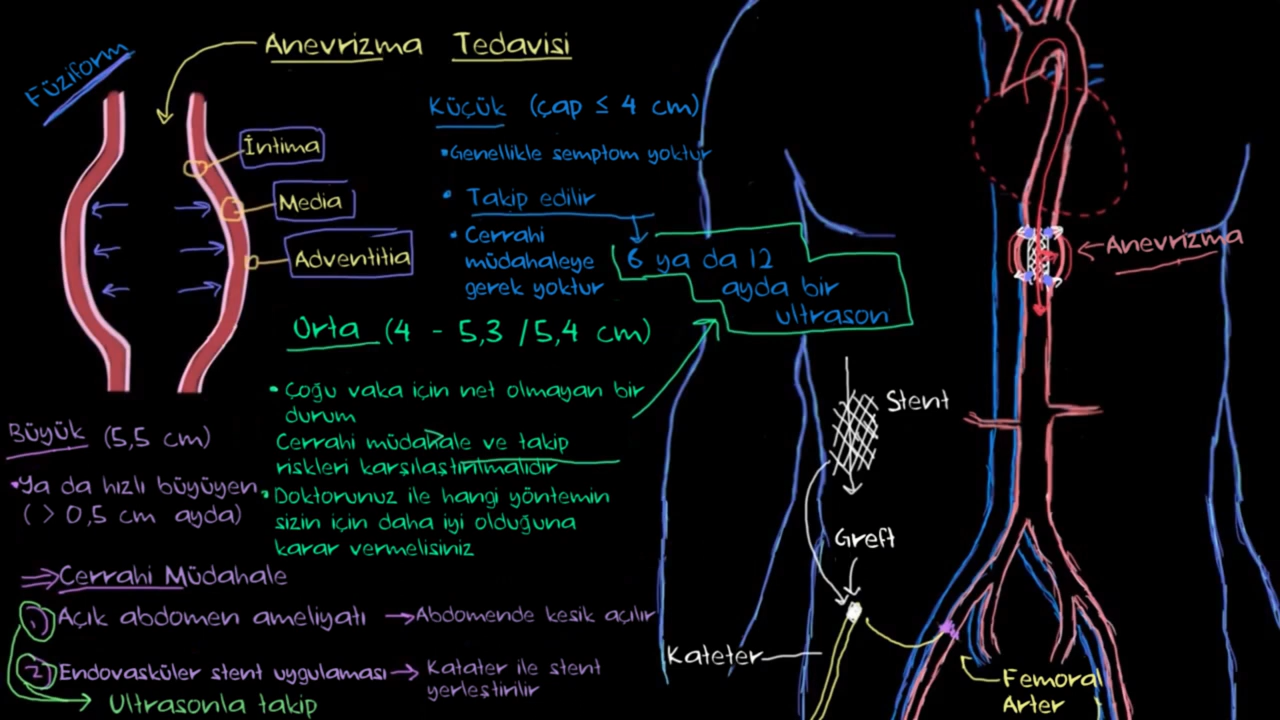 Füziform
Anevrizma Tedavisi
İntima
Media
Adventitia
Küçük (çap ≤ 4 cm)
•Genellikle semptom yoktur
• Takip edilir
• Cerrahi
müdahaleye
gerek yoktur
6 ya da 12
ayda bir
ultrason
Orta (4 - 5,3 /5,4 cm)
• Çoğu vaka için net olmayan bir
durum
Cerrahi müdahale ve takip
riskleri karşılaştırılmalıdır
• Doktorunuz ile hangi yöntemin
sizin için daha iyi olduğuna
karar vermelisiniz
Büyük (5,5 cm)
•Ya da hızlı büyüyen
( > 0,5 cm ayda)
⇒Cerrahi Müdahale
1) Açık abdomen ameliyatı →Abdomende kesik açılır
2) Endovasküler stent uygulaması→ Katater ile stent
yerleştirilir
Ultrasonla takip
Anevrizma
Stent
Greft
Kateter
Femoral
Arter